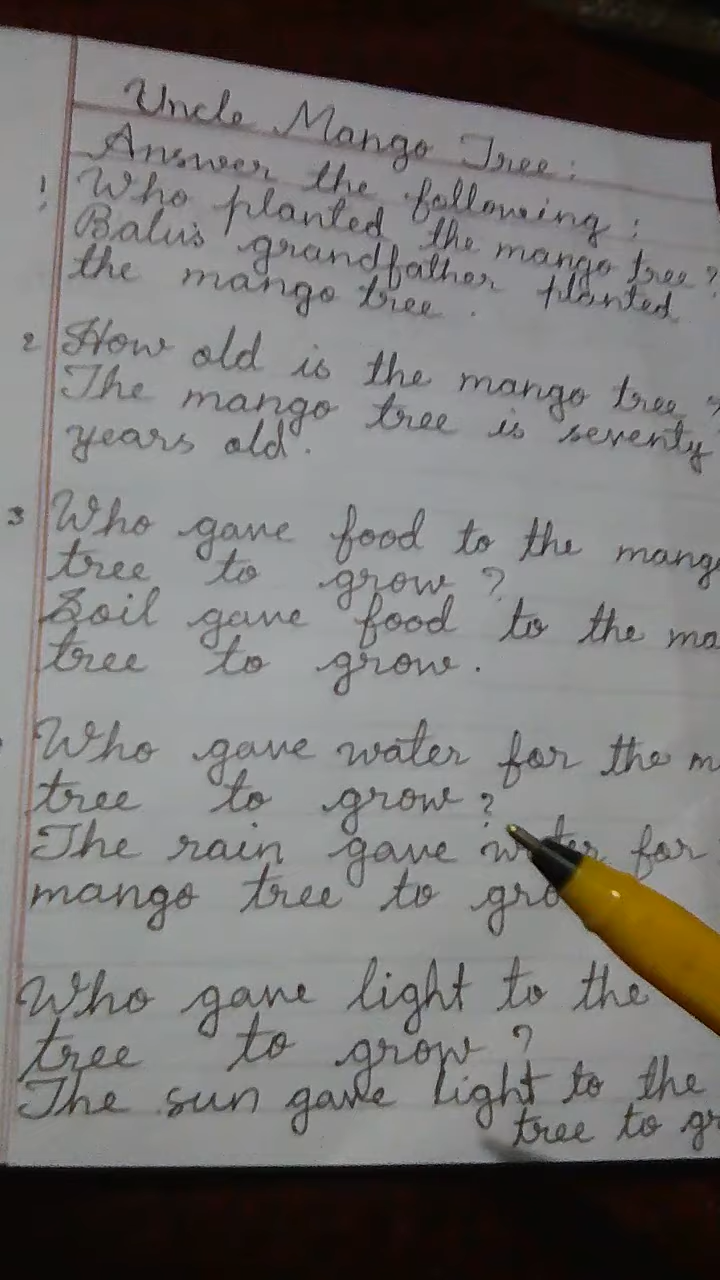 Uncle Mango Tree:
Answer the following:
1 Who planted the mango tree?
Balu's grandfather planted
the mango tree.
2 How old is the mango tree?
The mango tree is seventy
years old.
3 Who gave food to the mang
tree to grow?
Soil gave food to the ma
tree to grow.
Who gave water for the m
tree to grow?
The rain gave water for
mango tree to gro
Who gave light to the
tree to grow?
The sun gave light to the
tree to gr